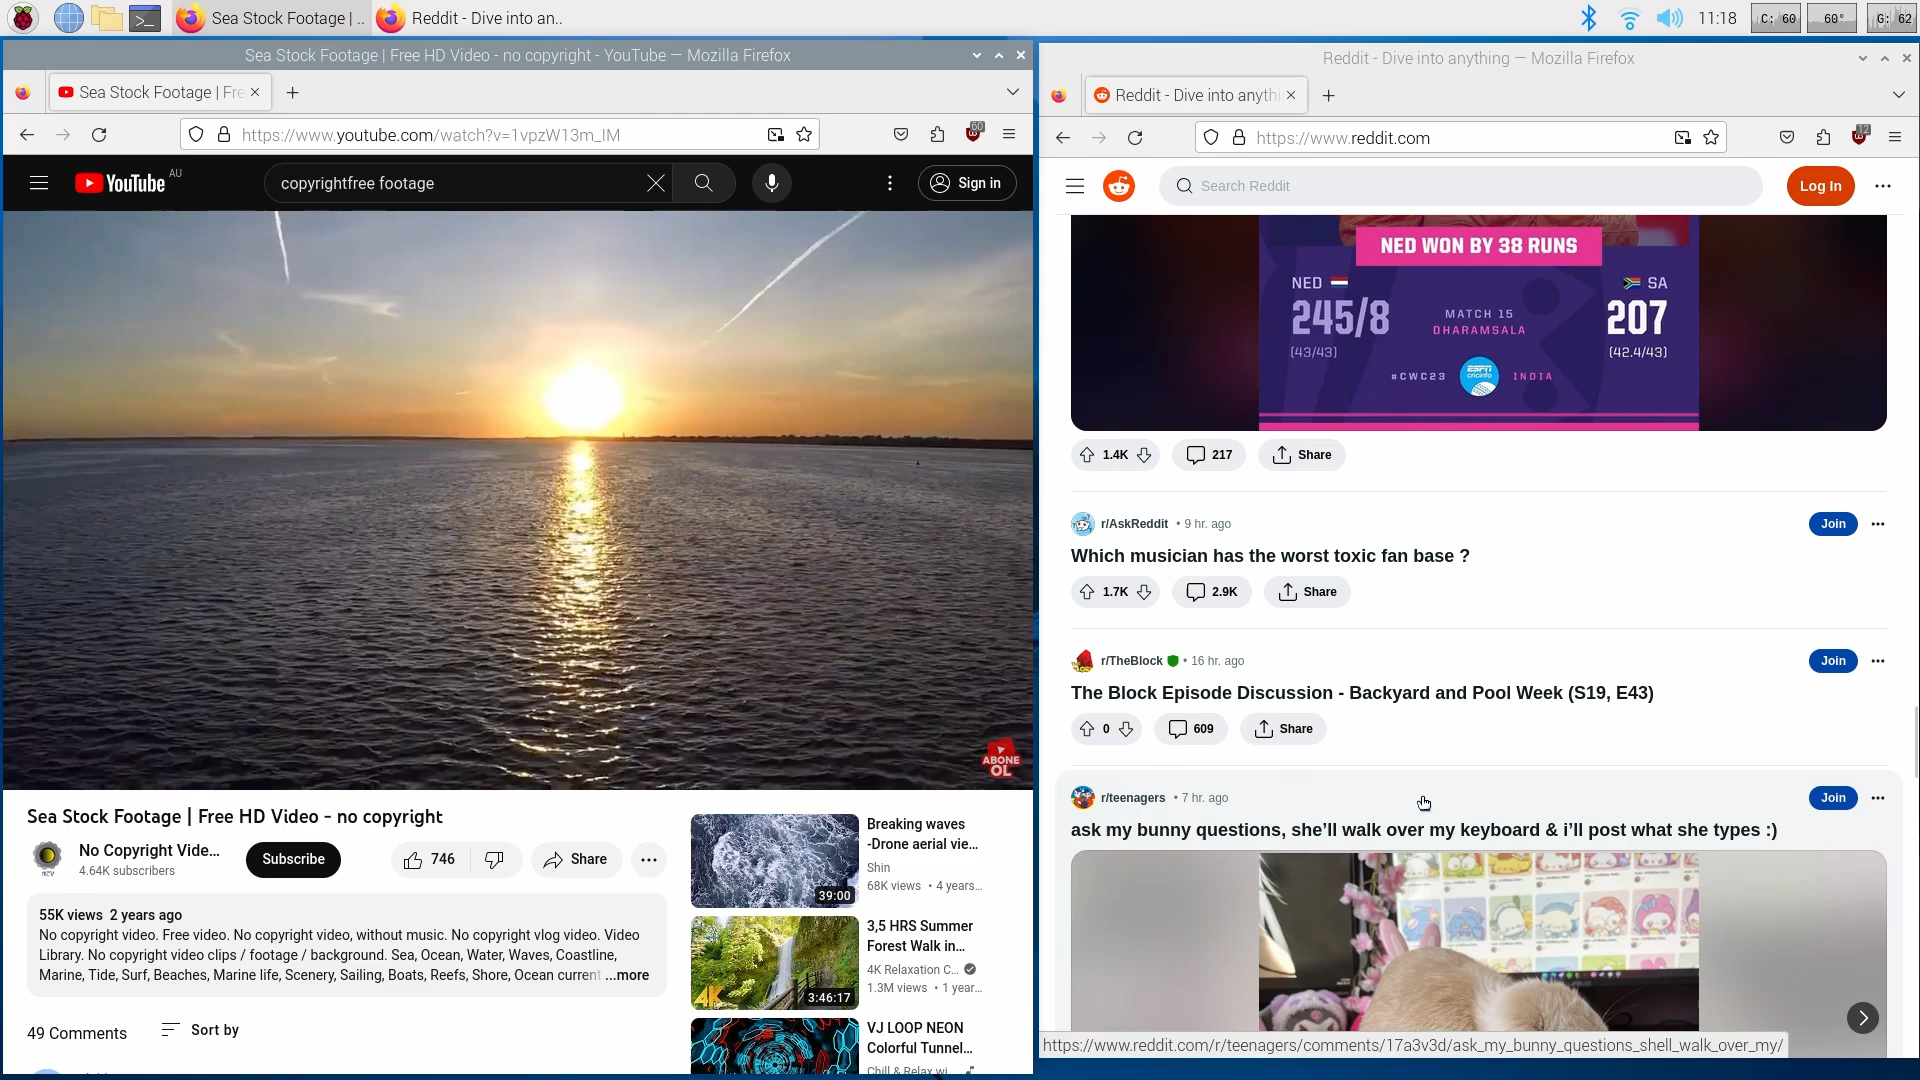 Sea Stock Footage | ..
Reddit - Dive into an..
11:18
C: 60
60°
G: 62
Sea Stock Footage | Free HD Video - no copyright - YouTube — Mozilla Firefox
Sea Stock Footage | Fre
https://www.youtube.com/watch?v=1vpzW13m_IM
60
YouTube AU
copyrightfree footage
Sign in
ABONE
OL
Sea Stock Footage | Free HD Video - no copyright
No Copyright Vide...
4.64K subscribers
Subscribe
746
Share
55K views 2 years ago
No copyright video. Free video. No copyright video, without music. No copyright vlog video. Video
Library. No copyright video clips / footage / background. Sea, Ocean, Water, Waves, Coastline,
Marine, Tide, Surf, Beaches, Marine life, Scenery, Sailing, Boats, Reefs, Shore, Ocean current ...more
49 Comments
Sort by
39:00
Breaking waves
-Drone aerial vie...
Shin
68K views • 4 years...
4K
3:46:17
3,5 HRS Summer
Forest Walk in...
4K Relaxation C...
1.3M views • 1 year...
VJ LOOP NEON
Colorful Tunnel...
Chill & Relax wi...
Reddit - Dive into anything — Mozilla Firefox
Reddit - Dive into anythi
https://www.reddit.com
12
Search Reddit
Log In
NED WON BY 38 RUNS
NED
SA
245/8
MATCH 15
DHARAMSALA
207
(43/43)
(42.4/43)
#CWC23
ESPN
cricinfo
INDIA
1.4K
217
Share
r/AskReddit • 9 hr. ago
Join
Which musician has the worst toxic fan base ?
1.7K
2.9K
Share
r/TheBlock • 16 hr. ago
Join
The Block Episode Discussion - Backyard and Pool Week (S19, E43)
0
609
Share
r/teenagers • 7 hr. ago
Join
ask my bunny questions, she’ll walk over my keyboard & i’ll post what she types :)
https://www.reddit.com/r/teenagers/comments/17a3v3d/ask_my_bunny_questions_shell_walk_over_my/